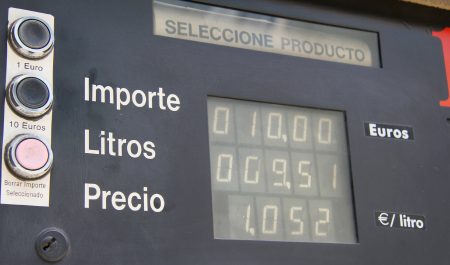 SELECCIONE PRODUCTO
1 Euro
10 Euros
Borrar Importe
Seleccionado
Importe 010,00 Euros
Litros 009,51
Precio 1,052 €/litro